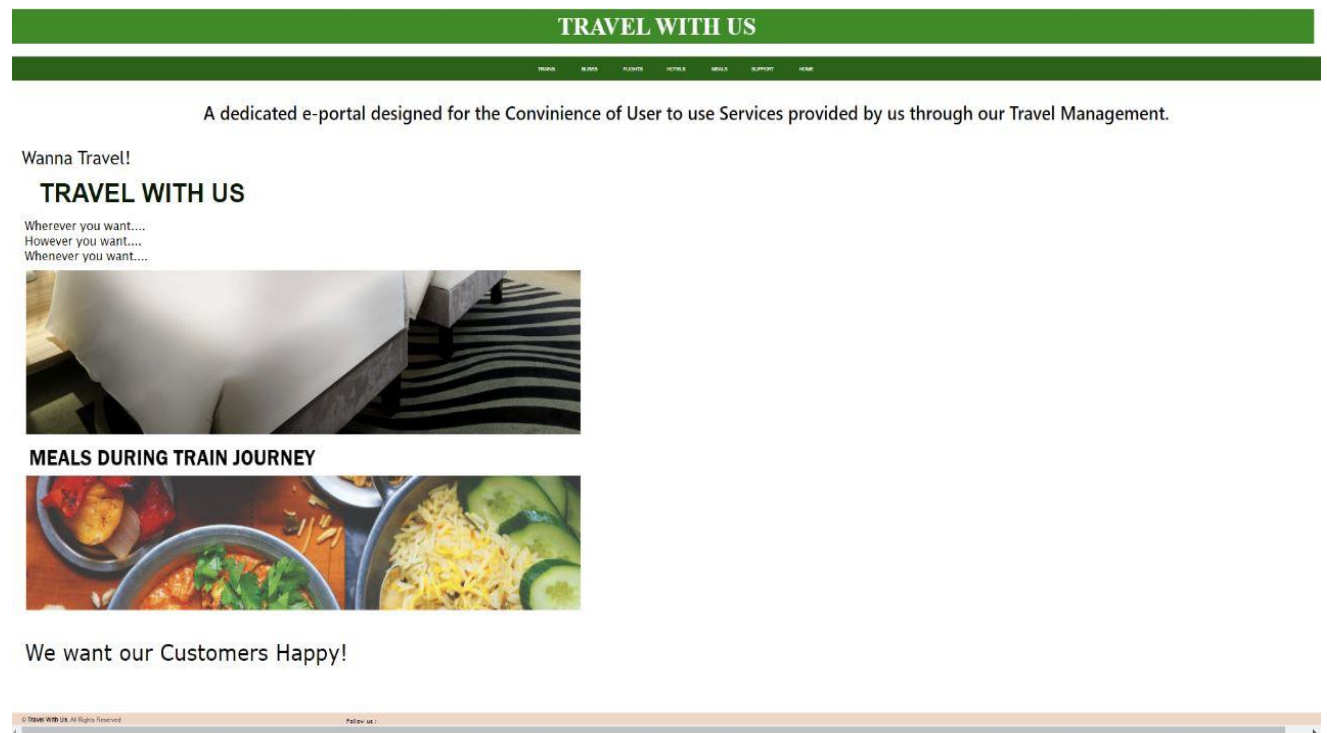 TRAVEL WITH US
TRAINS BUSES FLIGHTS HOTELS MEALS SUPPORT HOME
A dedicated e-portal designed for the Convinience of User to use Services provided by us through our Travel Management.
Wanna Travel!
TRAVEL WITH US
Wherever you want....
However you want....
Whenever you want....
MEALS DURING TRAIN JOURNEY
We want our Customers Happy!
© Travel With Us. All Rights Reserved
Follow us :